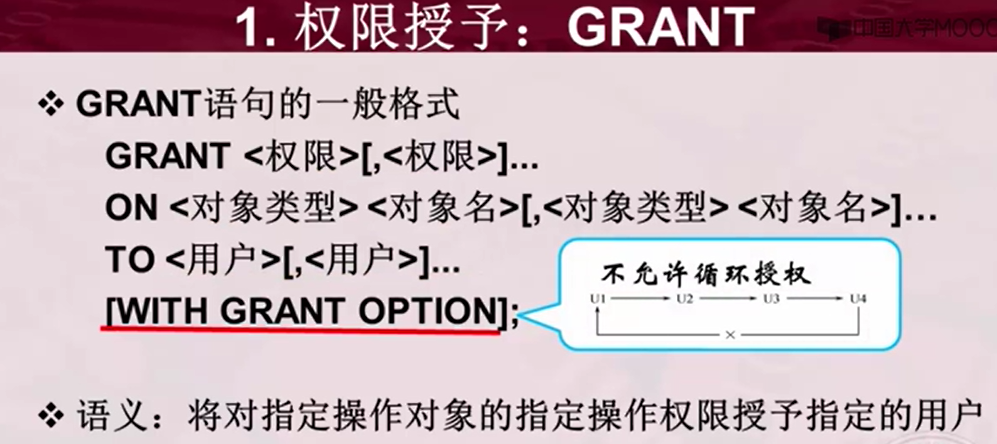 1. 权限授予：GRANT
中国大学MOOC
❖ GRANT语句的一般格式
GRANT <权限>[,<权限>]...
ON <对象类型> <对象名>[,<对象类型> <对象名>]…
TO <用户>[,<用户>]...
[WITH GRANT OPTION];
不允许循环授权
U1 U2 U3 U4
×
❖ 语义：将对指定操作对象的指定操作权限授予指定的用户